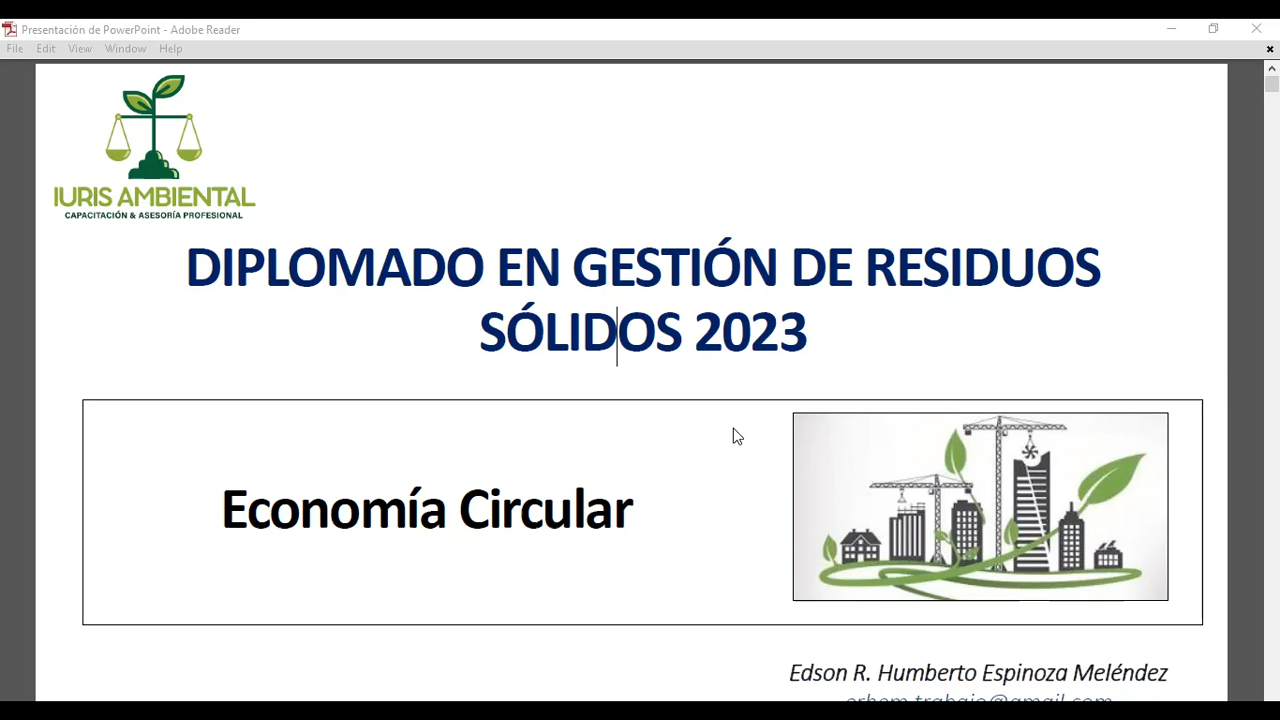 Presentación de PowerPoint - Adobe Reader
File Edit View Window Help
IURIS AMBIENTAL
CAPACITACIÓN & ASESORÍA PROFESIONAL
DIPLOMADO EN GESTIÓN DE RESIDUOS
SÓLIDOS 2023
Economía Circular
Edson R. Humberto Espinoza Meléndez